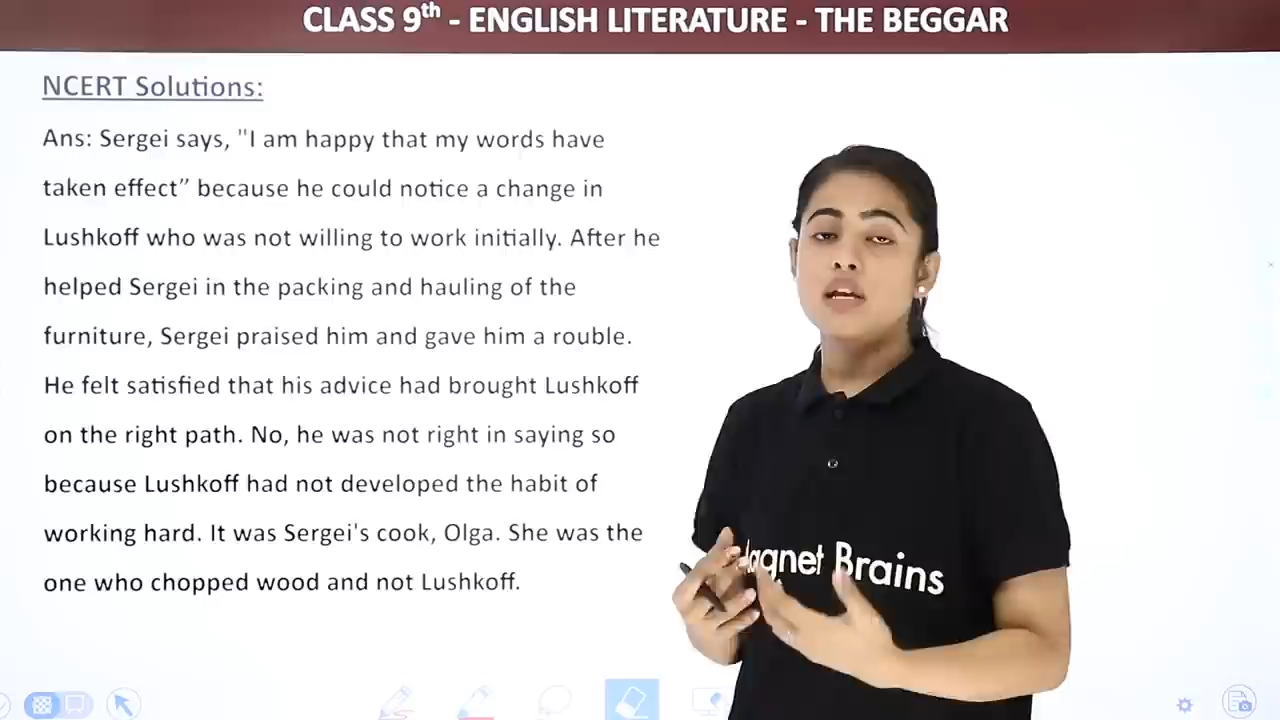 CLASS 9th - ENGLISH LITERATURE - THE BEGGAR
NCERT Solutions:
Ans: Sergei says, "I am happy that my words have
taken effect” because he could notice a change in
Lushkoff who was not willing to work initially. After he
helped Sergei in the packing and hauling of the
furniture, Sergei praised him and gave him a rouble.
He felt satisfied that his advice had brought Lushkoff
on the right path. No, he was not right in saying so
because Lushkoff had not developed the habit of
working hard. It was Sergei's cook, Olga. She was the
one who chopped wood and not Lushkoff.
Brains